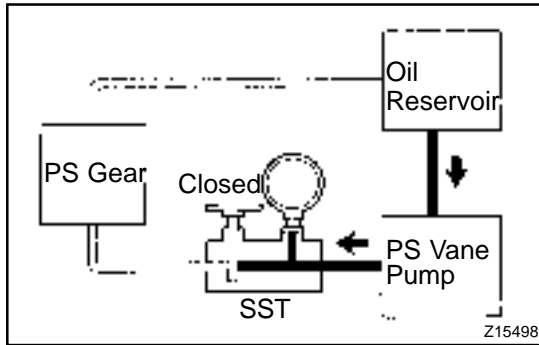 Oil
Reservoir
PS Gear
Closed
PS Vane
Pump
SST
Z15498